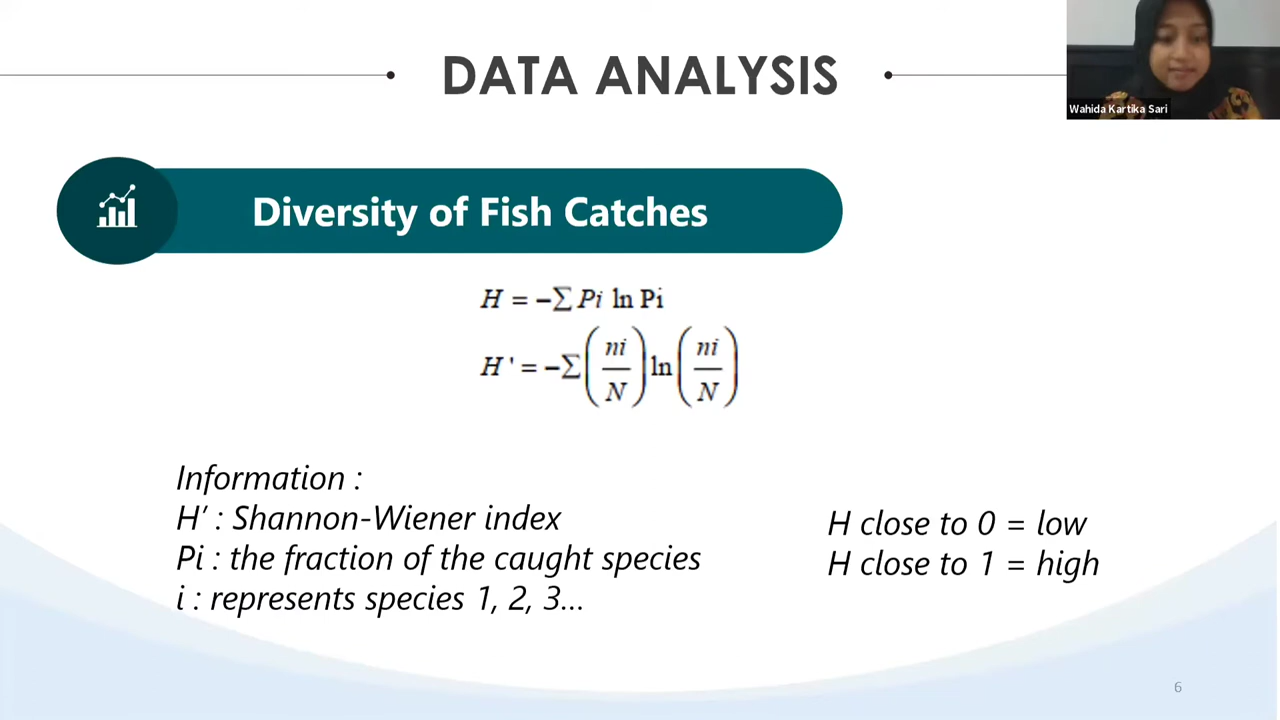 DATA ANALYSIS
Wahida Kartika Sari
Diversity of Fish Catches
H = −∑ Pi ln Pi
H ' = −∑(ni/N) ln(ni/N)
Information :
H’ : Shannon-Wiener index
Pi : the fraction of the caught species
i : represents species 1, 2, 3...
H close to 0 = low
H close to 1 = high
6